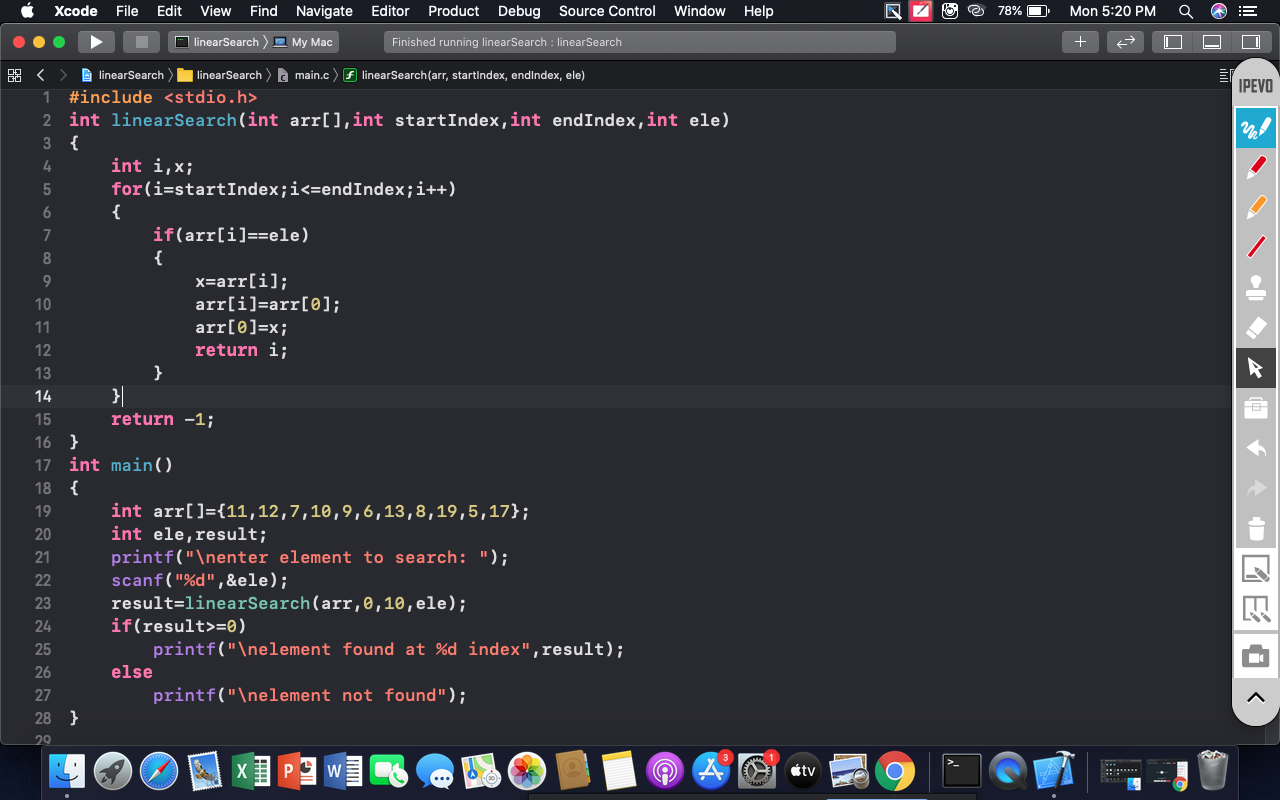 Xcode File Edit View Find Navigate Editor Product Debug Source Control Window Help 78% Mon 5:20 PM
linearSearch 〉 My Mac Finished running linearSearch : linearSearch
linearSearch 〉 linearSearch 〉 main.c 〉 linearSearch(arr, startIndex, endIndex, ele)
IPEVO
1 #include <stdio.h>
2 int linearSearch(int arr[],int startIndex,int endIndex,int ele)
3 {
4     int i,x;
5     for(i=startIndex;i<=endIndex;i++)
6     {
7         if(arr[i]==ele)
8         {
9             x=arr[i];
10             arr[i]=arr[0];
11             arr[0]=x;
12             return i;
13         }
14     }
15     return -1;
16 }
17 int main()
18 {
19     int arr[]={11,12,7,10,9,6,13,8,19,5,17};
20     int ele,result;
21     printf("\nenter element to search: ");
22     scanf("%d",&ele);
23     result=linearSearch(arr,0,10,ele);
24     if(result>=0)
25         printf("\nelement found at %d index",result);
26     else
27         printf("\nelement not found");
28 }
29
3 1 tv